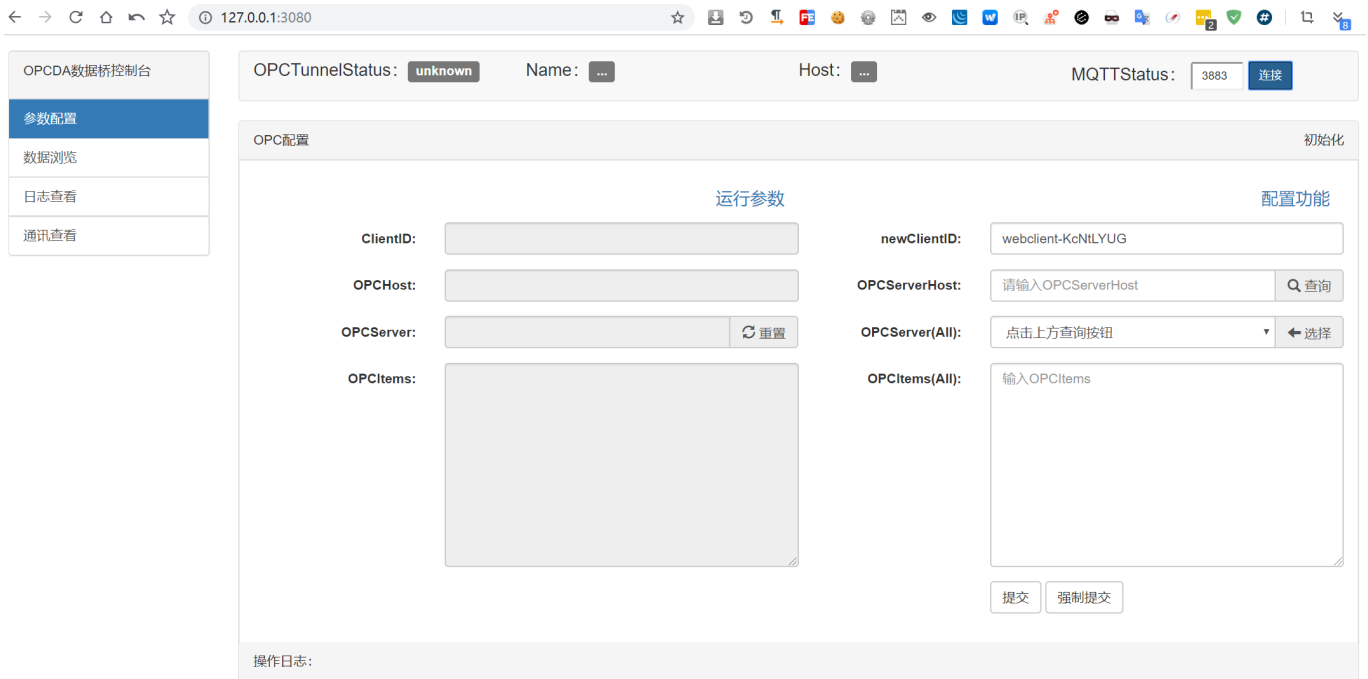 127.0.0.1:3080
2
8
OPCDA数据桥控制台
参数配置
数据浏览
日志查看
通讯查看
OPCTunnelStatus： unknown Name： ... Host： ... MQTTStatus： 3883 连接
OPC配置 初始化
运行参数 配置功能
ClientID: newClientID: webclient-KcNtLYUG
OPCHost: OPCServerHost: 请输入OPCServerHost 查询
OPCServer: 重置 OPCServer(All): 点击上方查询按钮 选择
OPCItems: OPCItems(All): 输入OPCItems
提交 强制提交
操作日志：